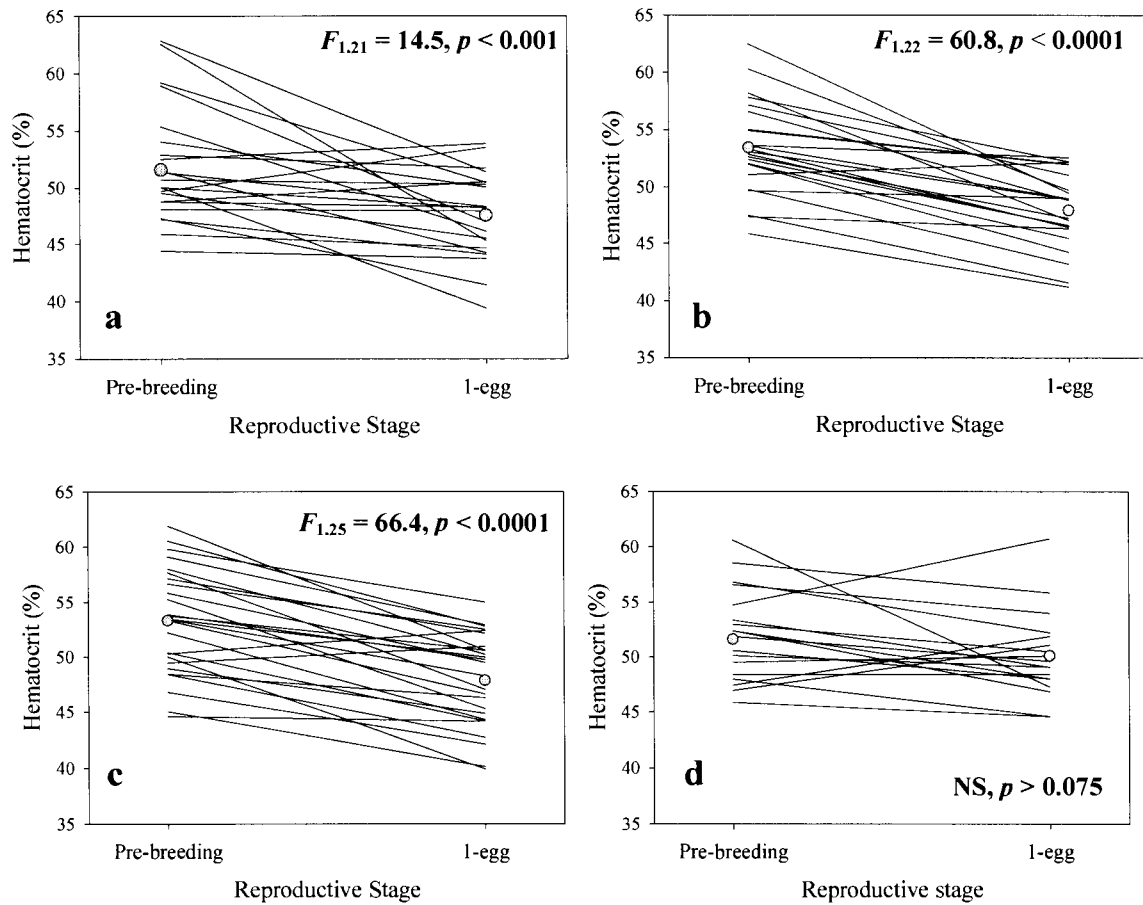 65
60
55
50
45
40
35
Hematocrit (%)
F1.21 = 14.5, p < 0.001
a
Pre-breeding
1-egg
Reproductive Stage
65
60
55
50
45
40
35
Hematocrit (%)
F1.22 = 60.8, p < 0.0001
b
Pre-breeding
1-egg
Reproductive Stage
65
60
55
50
45
40
35
Hematocrit (%)
F1.25 = 66.4, p < 0.0001
c
Pre-breeding
1-egg
Reproductive Stage
65
60
55
50
45
40
35
Hematocrit (%)
d
NS, p > 0.075
Pre-breeding
1-egg
Reproductive stage